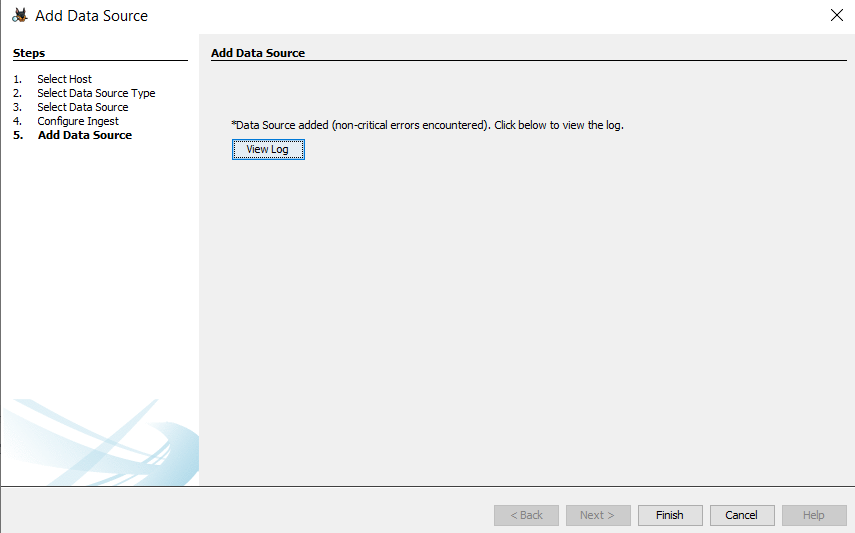 Add Data Source
Steps
1. Select Host
2. Select Data Source Type
3. Select Data Source
4. Configure Ingest
5. Add Data Source
Add Data Source
*Data Source added (non-critical errors encountered). Click below to view the log.
View Log
< Back
Next >
Finish
Cancel
Help